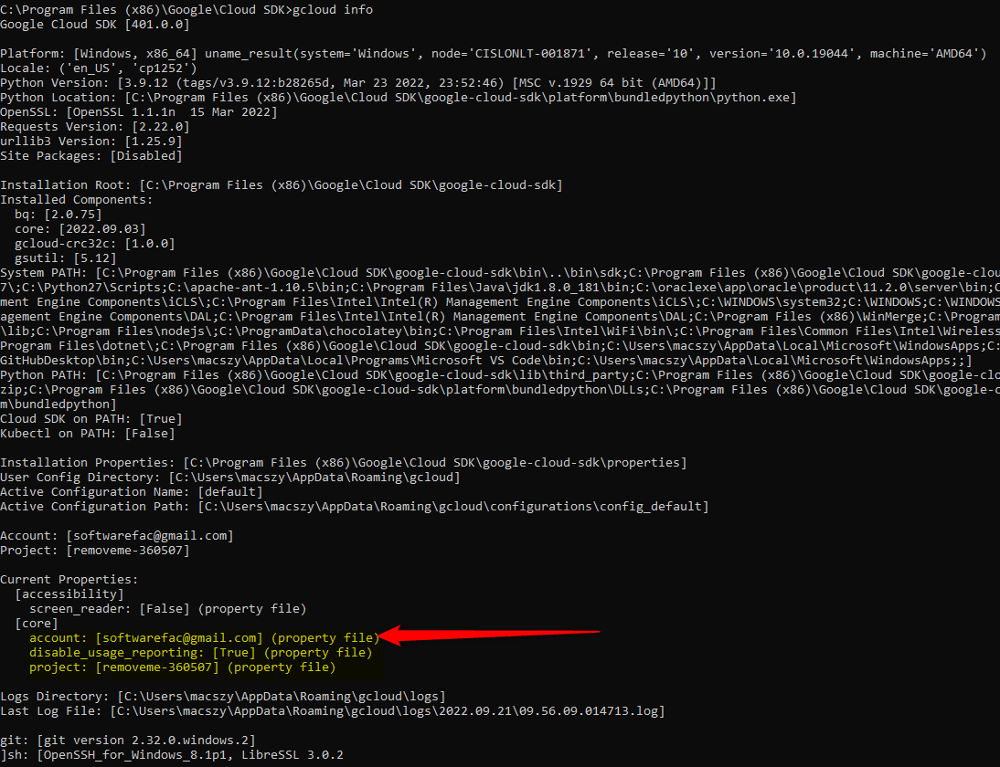 C:\Program Files (x86)\Google\Cloud SDK>gcloud info
Google Cloud SDK [401.0.0]
Platform: [Windows, x86_64] uname_result(system='Windows', node='CISLONLT-001871', release='10', version='10.0.19044', machine='AMD64')
Locale: ('en_US', 'cp1252')
Python Version: [3.9.12 (tags/v3.9.12:b28265d, Mar 23 2022, 23:52:46) [MSC v.1929 64 bit (AMD64)]]
Python Location: [C:\Program Files (x86)\Google\Cloud SDK\google-cloud-sdk\platform\bundledpython\python.exe]
OpenSSL: [OpenSSL 1.1.1n  15 Mar 2022]
Requests Version: [2.22.0]
urllib3 Version: [1.25.9]
Site Packages: [Disabled]
Installation Root: [C:\Program Files (x86)\Google\Cloud SDK\google-cloud-sdk]
Installed Components:
  bq: [2.0.75]
  core: [2022.09.03]
  gcloud-crc32c: [1.0.0]
  gsutil: [5.12]
System PATH: [C:\Program Files (x86)\Google\Cloud SDK\google-cloud-sdk\bin\..\bin\sdk;C:\Program Files (x86)\Google\Cloud SDK\google-clou
7\;C:\Python27\Scripts;C:\apache-ant-1.10.5\bin;C:\Program Files\Java\jdk1.8.0_181\bin;C:\oraclexe\app\oracle\product\11.2.0\server\bin;C
ment Engine Components\iCLS\;C:\Program Files\Intel\Intel(R) Management Engine Components\iCLS\;C:\WINDOWS\system32;C:\WINDOWS;C:\WINDOWS
agement Engine Components\DAL;C:\Program Files\Intel\Intel(R) Management Engine Components\DAL;C:\Program Files (x86)\WinMerge;C:\Program
\lib;C:\Program Files\nodejs\;C:\ProgramData\chocolatey\bin;C:\Program Files\Intel\WiFi\bin\;C:\Program Files\Common Files\Intel\Wireless
Program Files\dotnet\;C:\Program Files (x86)\Google\Cloud SDK\google-cloud-sdk\bin;C:\Users\macszy\AppData\Local\Microsoft\WindowsApps;C:
GitHubDesktop\bin;C:\Users\macszy\AppData\Local\Programs\Microsoft VS Code\bin;C:\Users\macszy\AppData\Local\Microsoft\WindowsApps;;]
Python PATH: [C:\Program Files (x86)\Google\Cloud SDK\google-cloud-sdk\lib\third_party;C:\Program Files (x86)\Google\Cloud SDK\google-clo
zip;C:\Program Files (x86)\Google\Cloud SDK\google-cloud-sdk\platform\bundledpython\DLLs;C:\Program Files (x86)\Google\Cloud SDK\google-c
m\bundledpython]
Cloud SDK on PATH: [True]
Kubectl on PATH: [False]
Installation Properties: [C:\Program Files (x86)\Google\Cloud SDK\google-cloud-sdk\properties]
User Config Directory: [C:\Users\macszy\AppData\Roaming\gcloud]
Active Configuration Name: [default]
Active Configuration Path: [C:\Users\macszy\AppData\Roaming\gcloud\configurations\config_default]
Account: [softwarefac@gmail.com]
Project: [removeme-360507]
Current Properties:
  [accessibility]
    screen_reader: [False] (property file)
  [core]
    account: [softwarefac@gmail.com] (property file)
    disable_usage_reporting: [True] (property file)
    project: [removeme-360507] (property file)
Logs Directory: [C:\Users\macszy\AppData\Roaming\gcloud\logs]
Last Log File: [C:\Users\macszy\AppData\Roaming\gcloud\logs\2022.09.21\09.56.09.014713.log]
git: [git version 2.32.0.windows.2]
]sh: [OpenSSH_for_Windows_8.1p1, LibreSSL 3.0.2